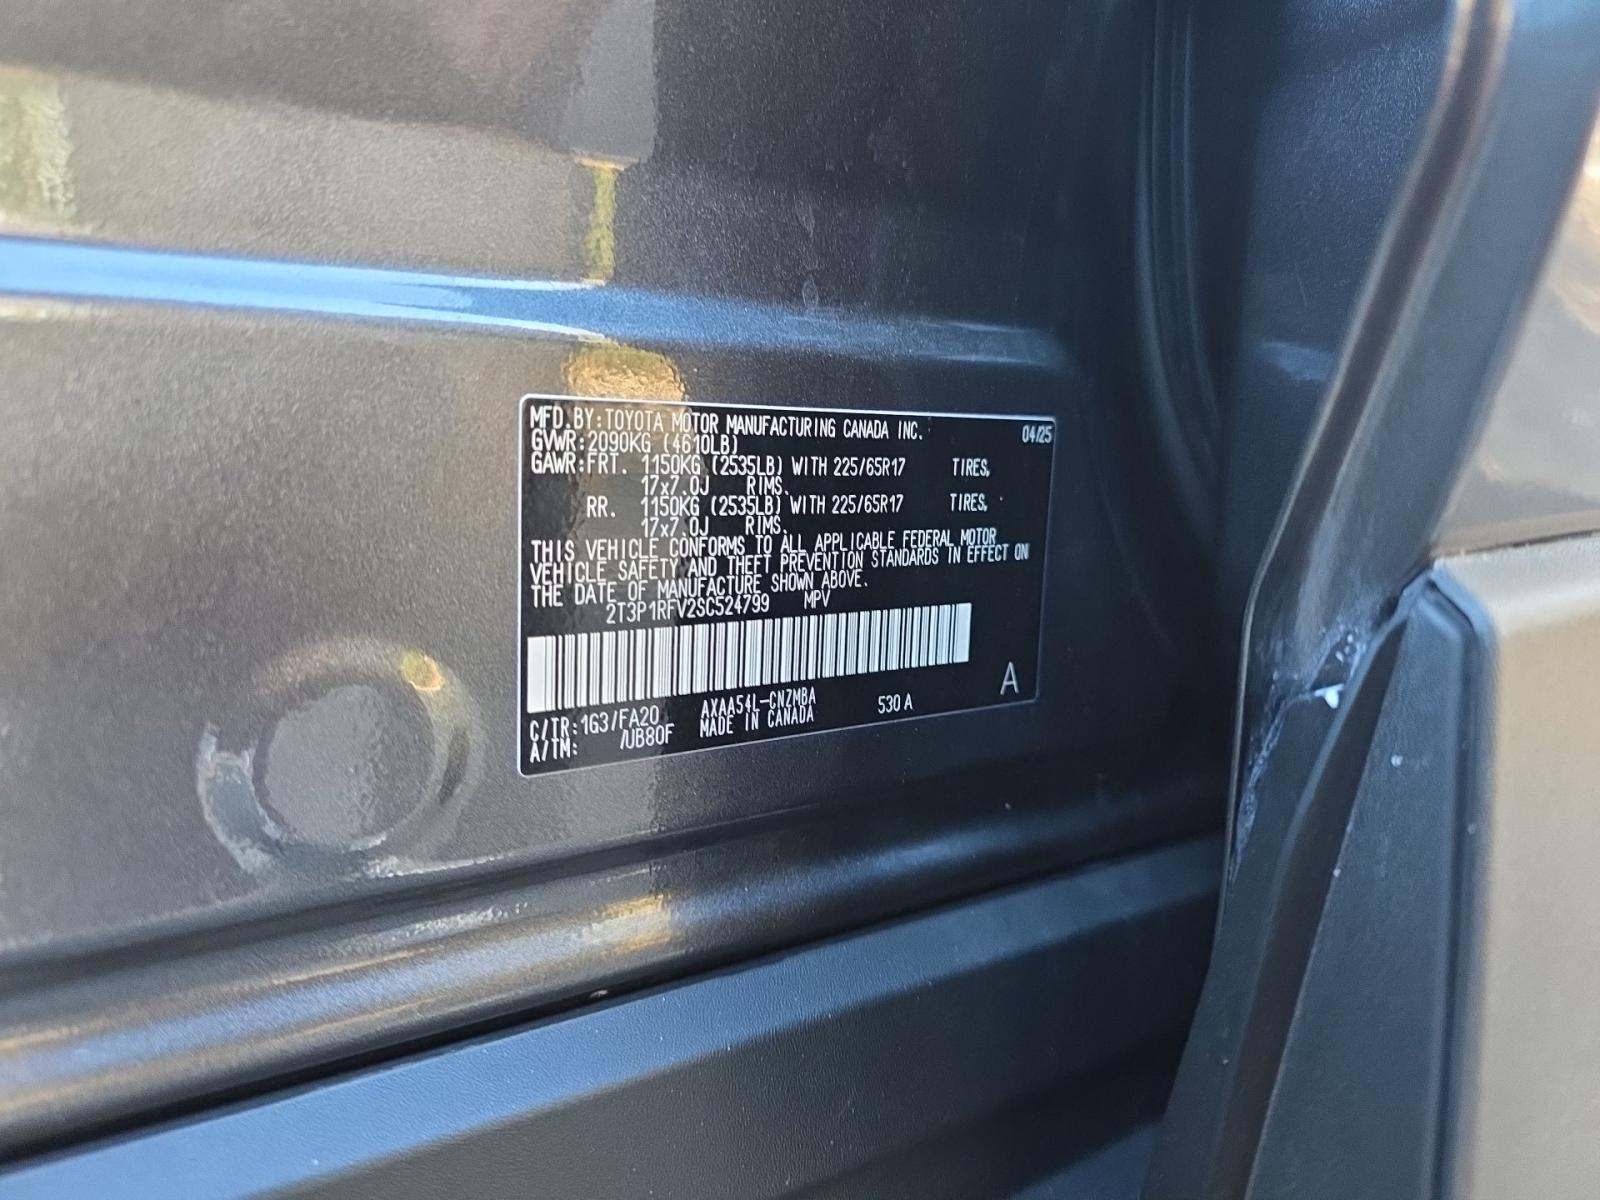 MFD.BY:TOYOTA MOTOR MANUFACTURING CANADA INC. 04/25
GVWR:2090KG (4610LB)
GAWR:FRT. 1150KG (2535LB) WITH 225/65R17 TIRES,
17x7.0J RIMS.
RR. 1150KG (2535LB) WITH 225/65R17 TIRES,
17x7.0J RIMS.
THIS VEHICLE CONFORMS TO ALL APPLICABLE FEDERAL MOTOR
VEHICLE SAFETY AND THEFT PREVENTION STANDARDS IN EFFECT ON
THE DATE OF MANUFACTURE SHOWN ABOVE.
2T3P1RFV2SC524799 MPV
A
C/TR:1G3/FA20 AXAA54L-CNZMBA 530A
A/TM: /UB80F MADE IN CANADA